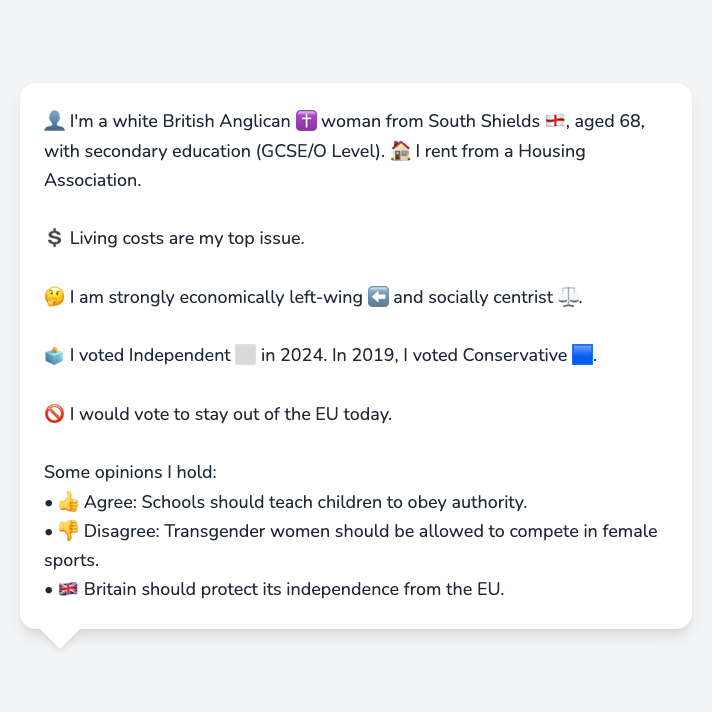 👤 I'm a white British Anglican ✝️ woman from South Shields 🏴󠁧󠁢󠁥󠁮󠁧󠁿, aged 68,
with secondary education (GCSE/O Level). 🏠 I rent from a Housing
Association.
💲 Living costs are my top issue.
🤔 I am strongly economically left-wing ⬅️ and socially centrist ⚖️.
🗳️ I voted Independent ⬜ in 2024. In 2019, I voted Conservative 🟦.
🚫 I would vote to stay out of the EU today.
Some opinions I hold:
• 👍 Agree: Schools should teach children to obey authority.
• 👎 Disagree: Transgender women should be allowed to compete in female
sports.
• 🇬🇧 Britain should protect its independence from the EU.